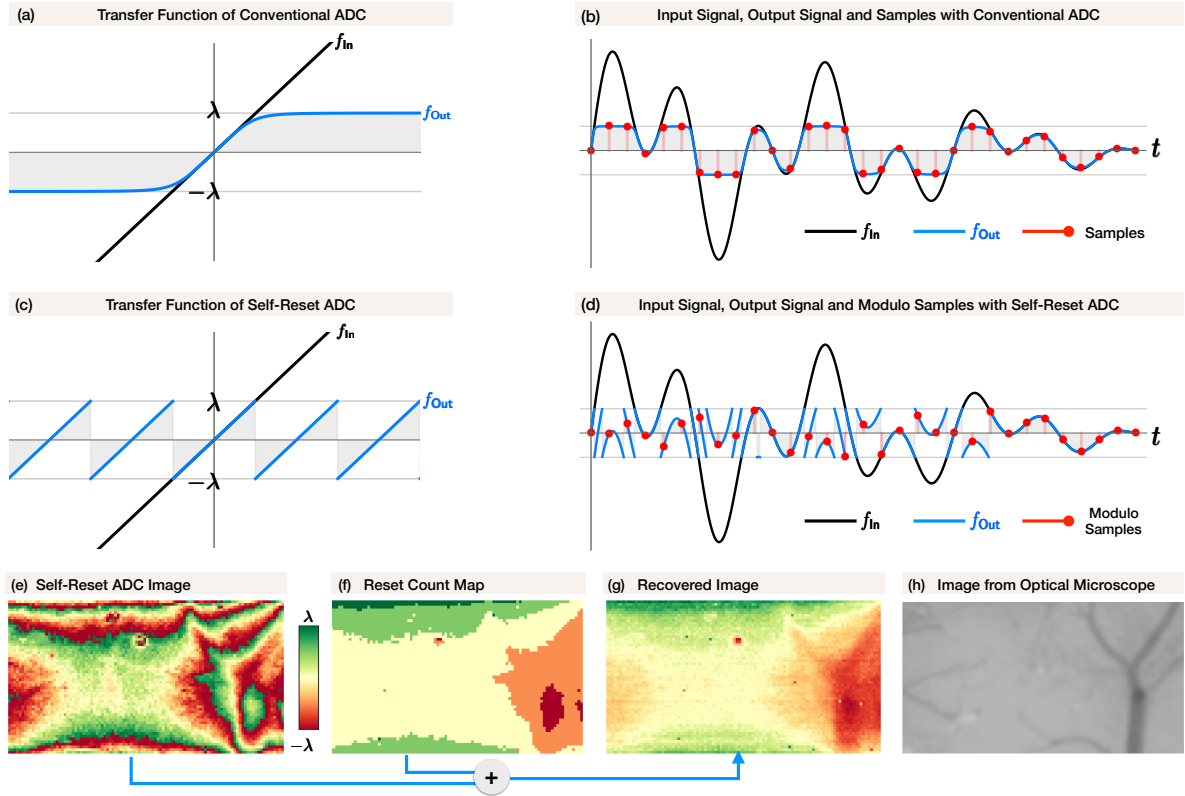 (a) Transfer Function of Conventional ADC
f_In
λ
f_Out
−λ
(b) Input Signal, Output Signal and Samples with Conventional ADC
t
f_In f_Out Samples
(c) Transfer Function of Self-Reset ADC
f_In
λ
f_Out
−λ
(d) Input Signal, Output Signal and Modulo Samples with Self-Reset ADC
t
f_In f_Out Modulo
Samples
(e) Self-Reset ADC Image
λ
−λ
(f) Reset Count Map
(g) Recovered Image
(h) Image from Optical Microscope
+